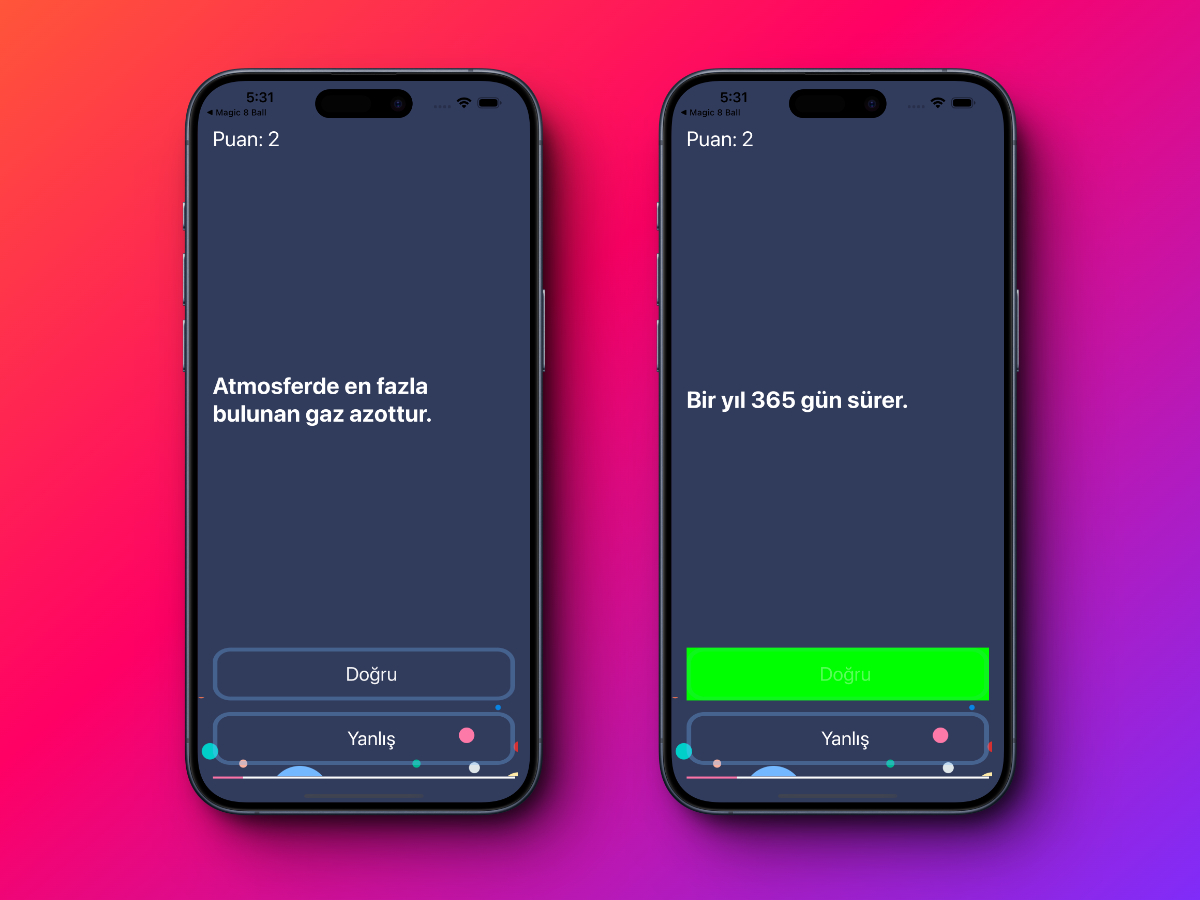 5:31
◀ Magic 8 Ball
Puan: 2
Atmosferde en fazla
bulunan gaz azottur.
Doğru
Yanlış
5:31
◀ Magic 8 Ball
Puan: 2
Bir yıl 365 gün sürer.
Doğru
Yanlış